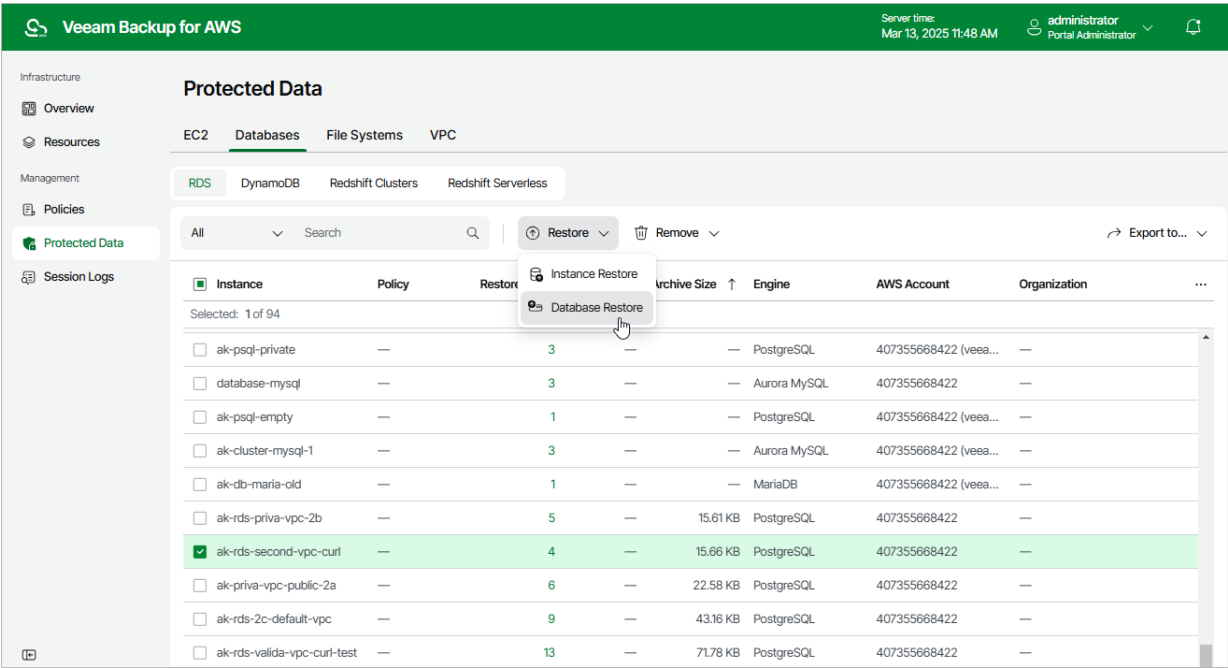 Veeam Backup for AWS
Server time:
Mar 13, 2025 11:48 AM
administrator
Portal Administrator
Infrastructure
Overview
Resources
Management
Policies
Protected Data
Session Logs
Protected Data
EC2 Databases File Systems VPC
RDS DynamoDB Redshift Clusters Redshift Serverless
All Search Restore Remove Export to...
Instance Restore
Database Restore
Instance Policy Restore Archive Size ↑ Engine AWS Account Organization ...
Selected: 1 of 94
ak-psql-private — 3 — — PostgreSQL 407355668422 (veea... —
database-mysql — 3 — — Aurora MySQL 407355668422 —
ak-psql-empty — 1 — — PostgreSQL 407355668422 (veea... —
ak-cluster-mysql-1 — 3 — — Aurora MySQL 407355668422 (veea... —
ak-db-maria-old — 1 — — MariaDB 407355668422 (veea... —
ak-rds-priva-vpc-2b — 5 — 15.61 KB PostgreSQL 407355668422 —
ak-rds-second-vpc-curl — 4 — 15.66 KB PostgreSQL 407355668422 —
ak-priva-vpc-public-2a — 6 — 22.58 KB PostgreSQL 407355668422 —
ak-rds-2c-default-vpc — 9 — 43.16 KB PostgreSQL 407355668422 —
ak-rds-valida-vpc-curl-test — 13 — 71.78 KB PostgreSQL 407355668422 —